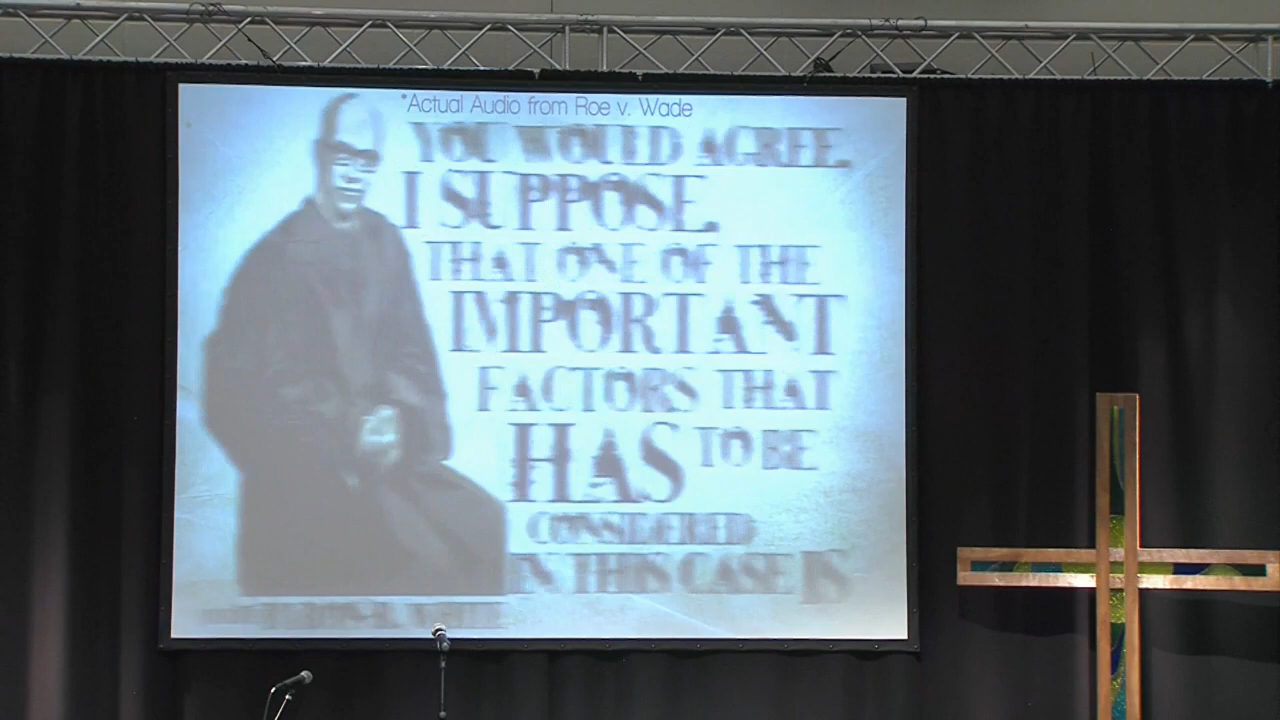 *Actual Audio from Roe v. Wade
YOU WOULD AGREE,
I SUPPOSE,
THAT ONE OF THE
IMPORTANT
FACTORS THAT
HAS TO BE
CONSIDERED
IN THIS CASE IS